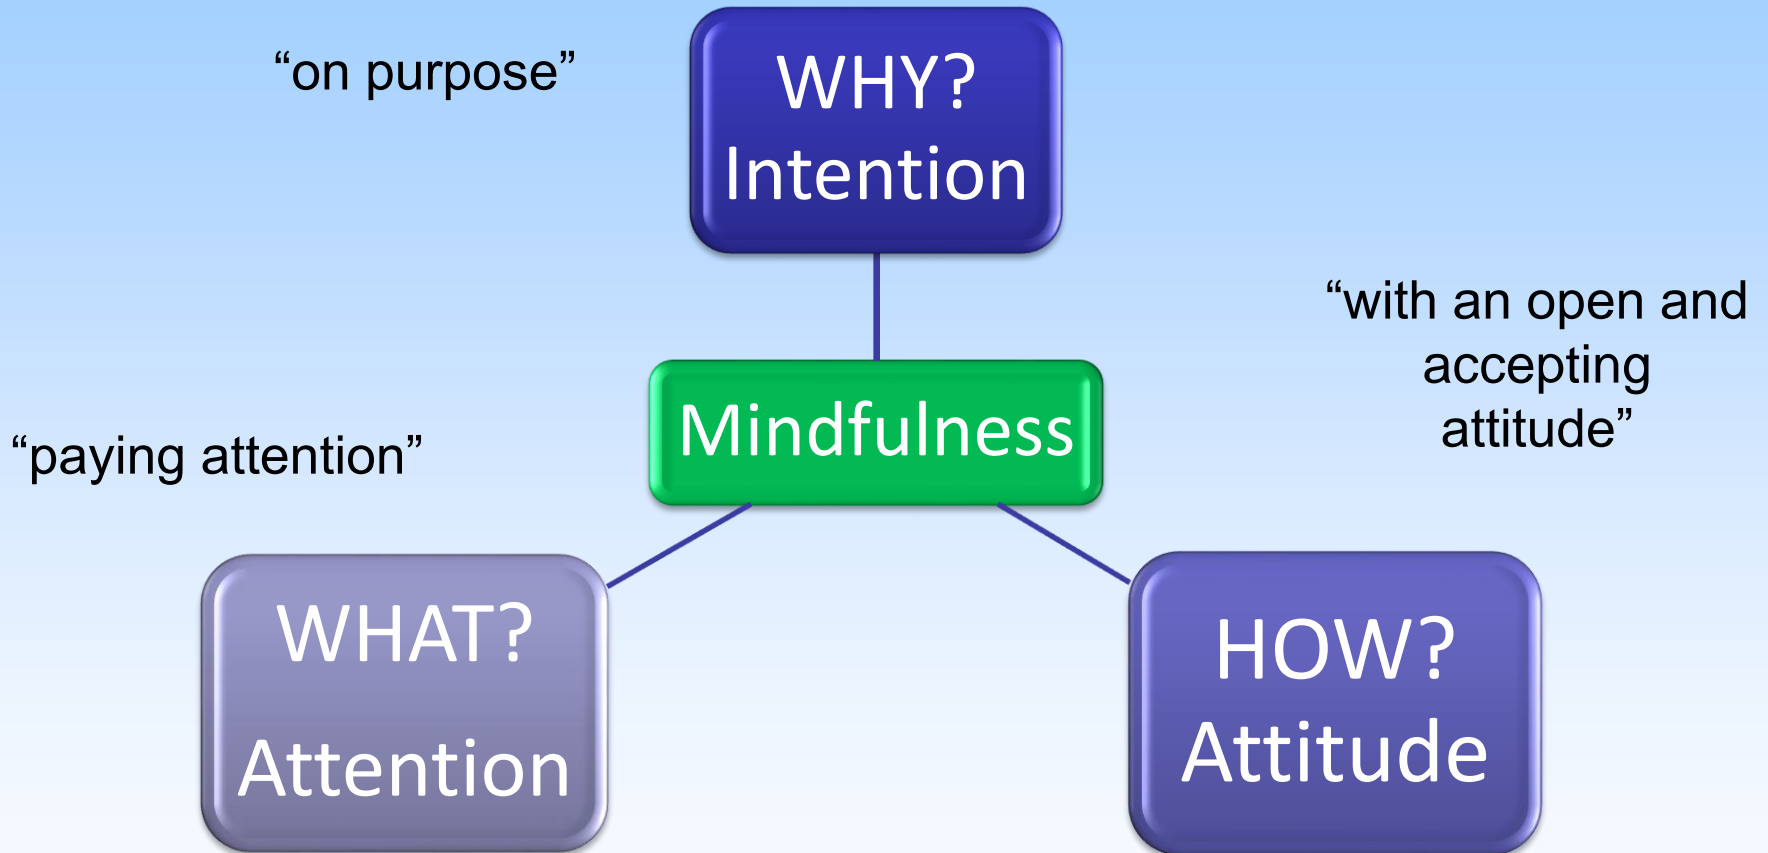 “on purpose”
WHY?
Intention
“with an open and
accepting
attitude”
Mindfulness
“paying attention”
WHAT?
Attention
HOW?
Attitude